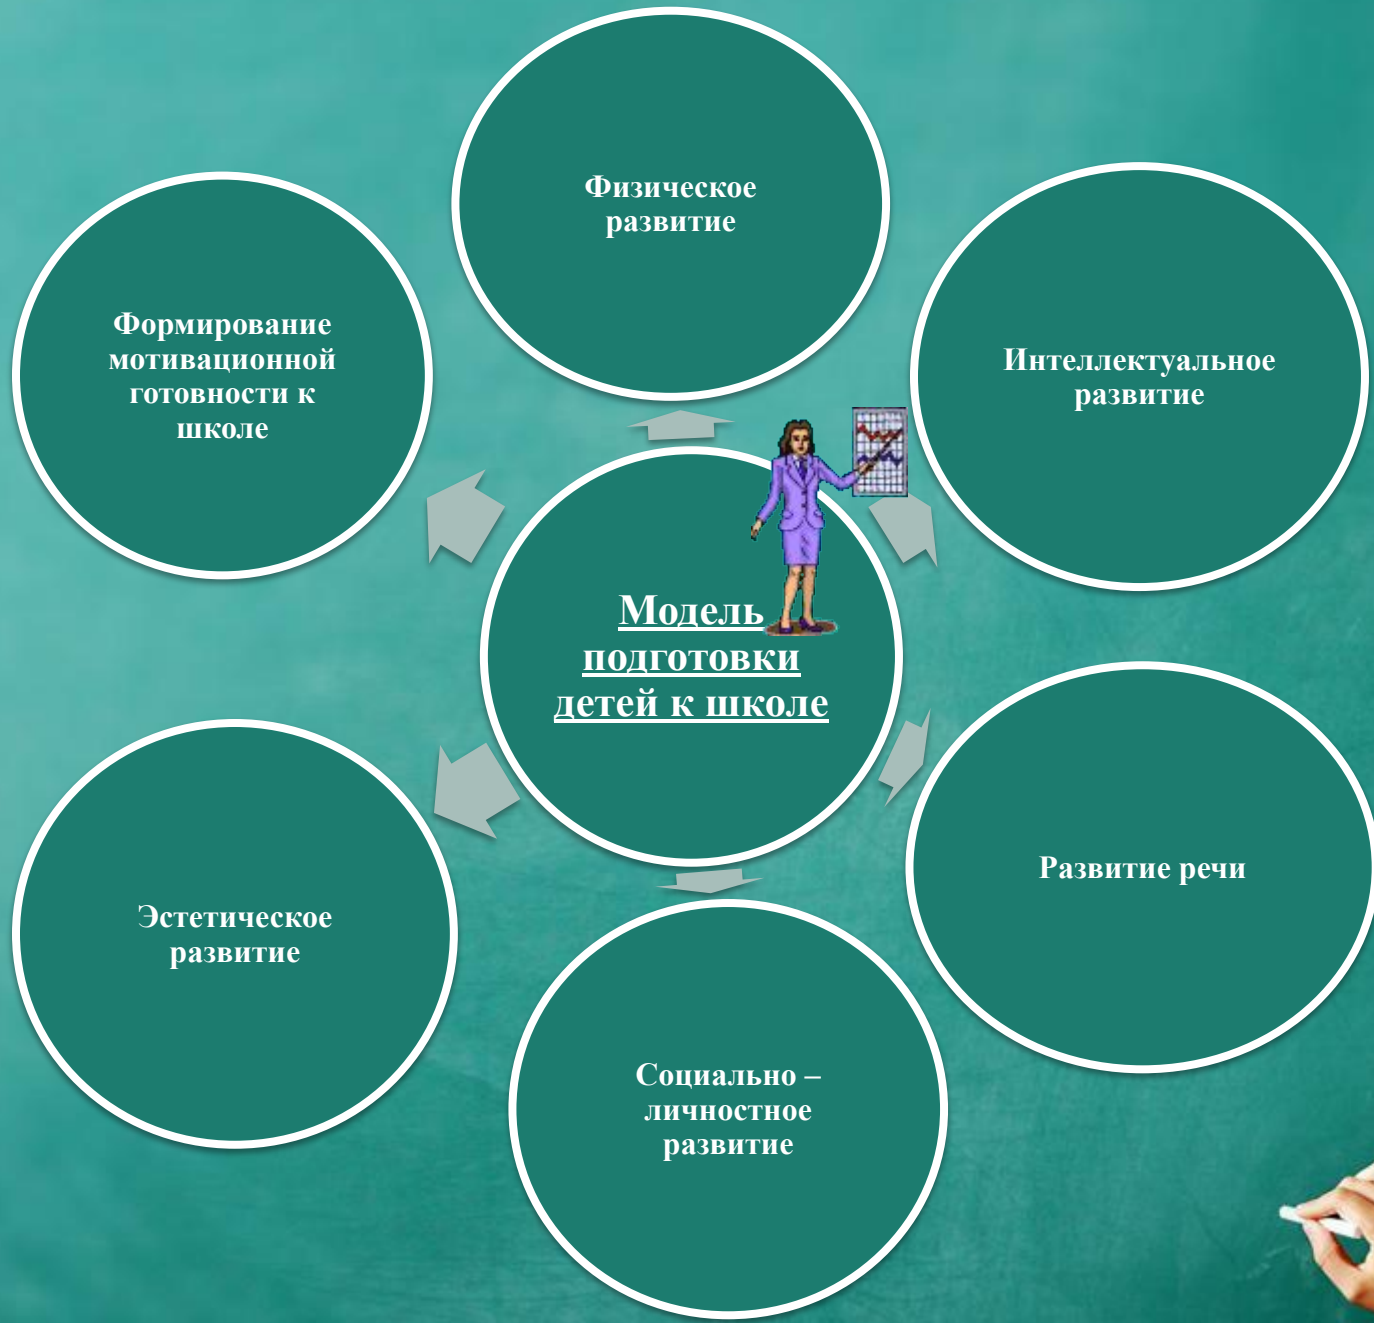 Физическое
развитие
Формирование
мотивационной
готовности к
школе
Интеллектуальное
развитие
Модель
подготовки
детей к школе
Развитие речи
Эстетическое
развитие
Социально –
личностное
развитие